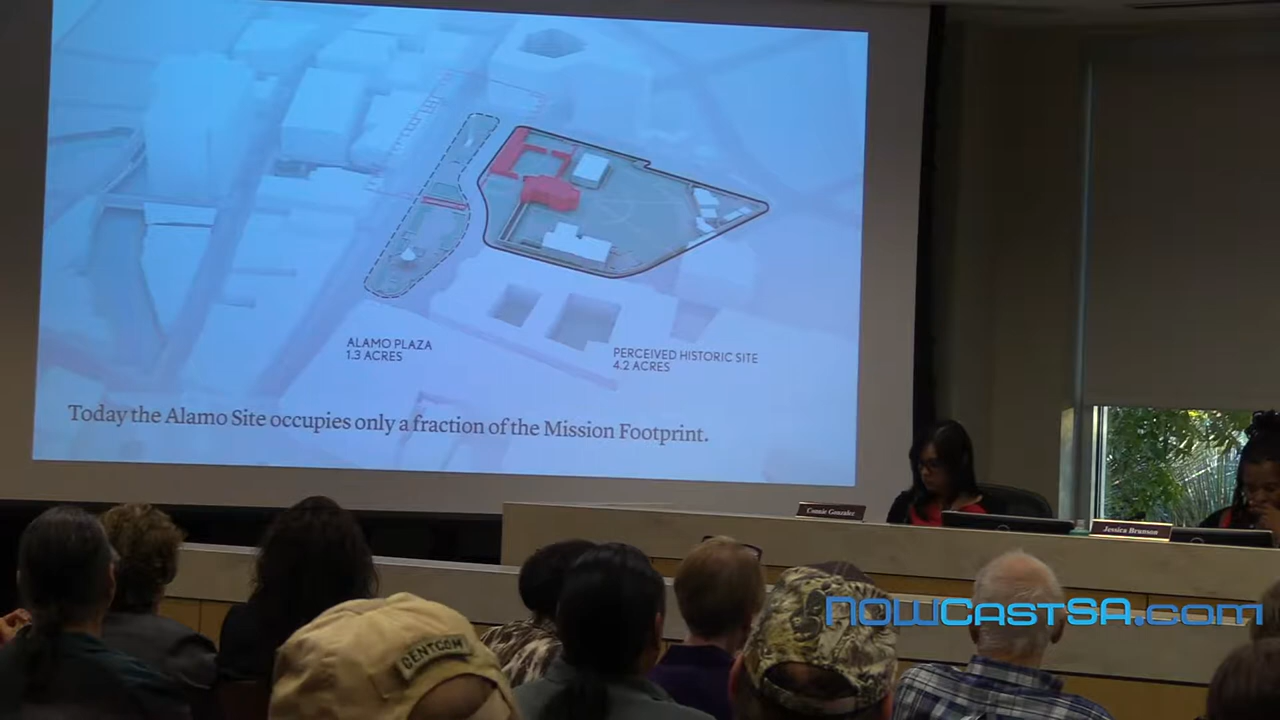 ALAMO PLAZA
1.3 ACRES
PERCEIVED HISTORIC SITE
4.2 ACRES
Today the Alamo Site occupies only a fraction of the Mission Footprint.
Connie Gonzalez
Jessica Brunson
CENTCOM
NOWCastSA.com